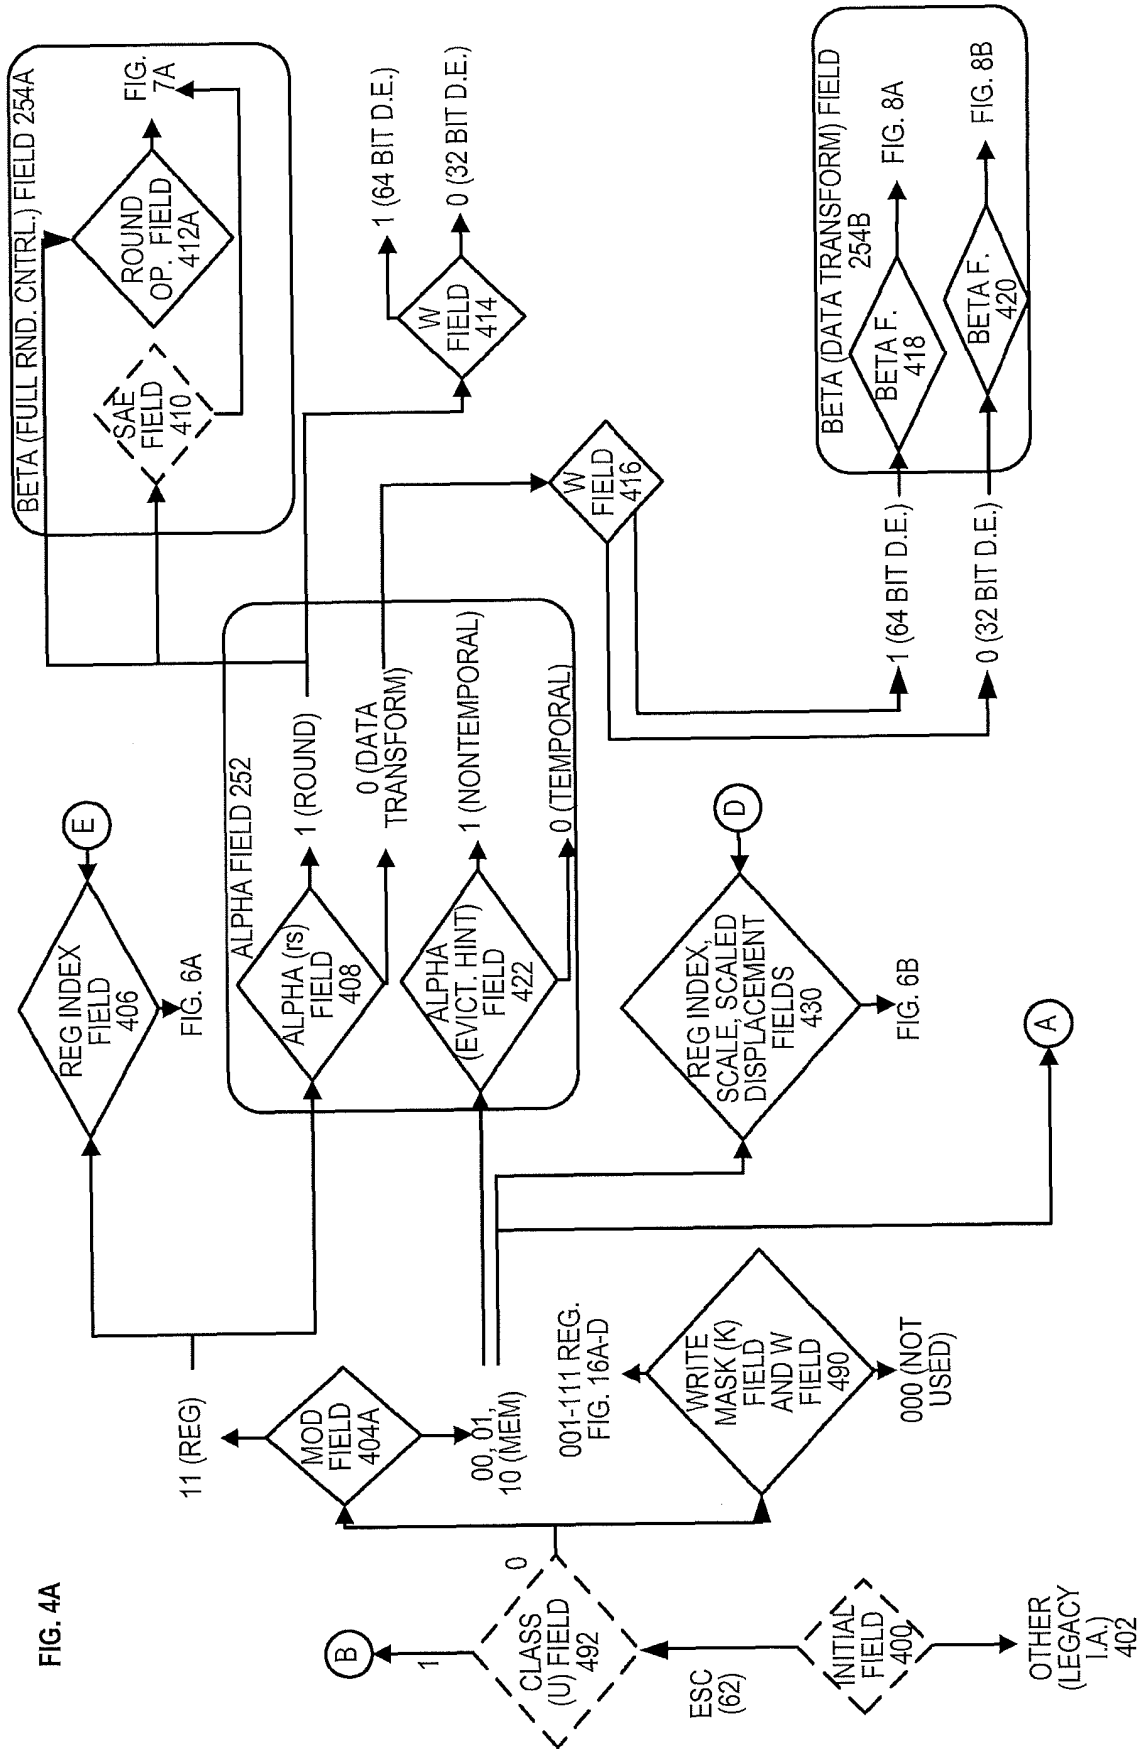 FIG. 4A
INITIAL
FIELD
400
OTHER
(LEGACY
I.A.)
402
ESC
(62)
CLASS
(U) FIELD
492
1
B
0
MOD
FIELD
404A
11 (REG)
00, 01,
10 (MEM)
WRITE
MASK (K)
FIELD
AND W
FIELD
490
001-111 REG.
FIG. 16A-D
000 (NOT
USED)
REG INDEX
FIELD
406
E
FIG. 6A
ALPHA FIELD 252
ALPHA (rs)
FIELD
408
1 (ROUND)
0 (DATA
TRANSFORM)
ALPHA
(EVICT. HINT)
FIELD
422
1 (NONTEMPORAL)
0 (TEMPORAL)
REG INDEX,
SCALE, SCALED
DISPLACEMENT
FIELDS
430
D
FIG. 6B
A
BETA (FULL RND. CNTRL.) FIELD 254A
SAE
FIELD
410
ROUND
OP. FIELD
412A
FIG.
7A
W
FIELD
414
1 (64 BIT D.E.)
0 (32 BIT D.E.)
W
FIELD
416
1 (64 BIT D.E.)
0 (32 BIT D.E.)
BETA (DATA TRANSFORM) FIELD
254B
BETA F.
418
FIG. 8A
BETA F.
420
FIG. 8B